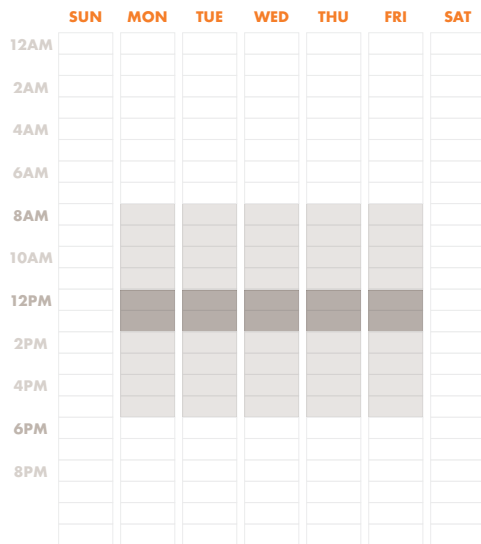 SUN MON TUE WED THU FRI SAT
12AM
2AM
4AM
6AM
8AM
10AM
12PM
2PM
4PM
6PM
8PM